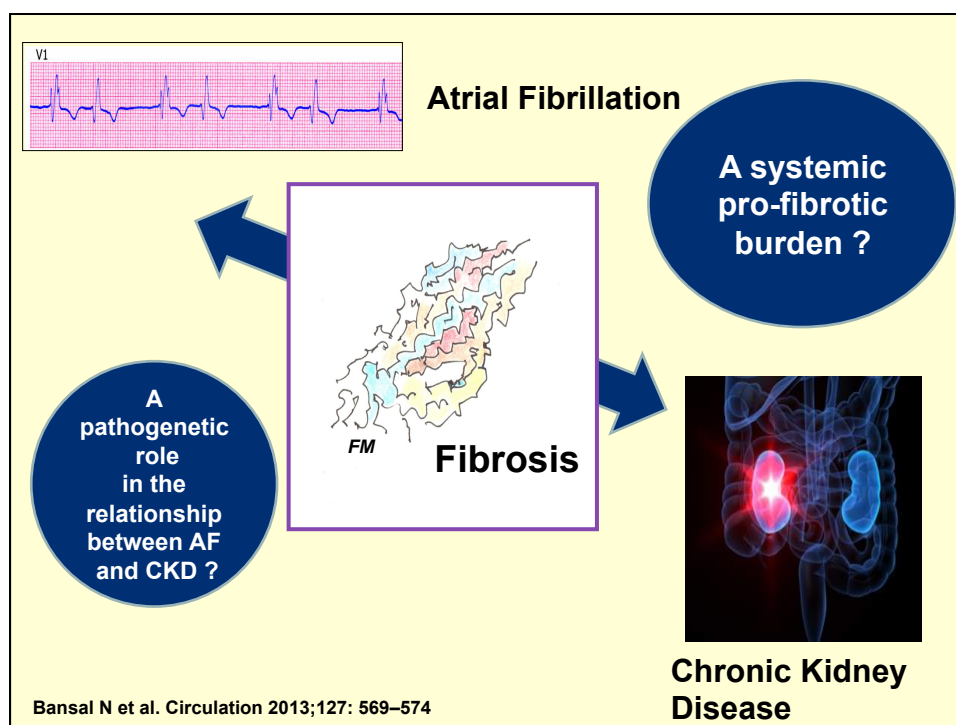 V1
Atrial Fibrillation
A systemic
pro-fibrotic
burden ?
A
pathogenetic
role
in the
relationship
between AF
and CKD ?
FM
Fibrosis
Chronic Kidney
Disease
Bansal N et al. Circulation 2013;127: 569–574